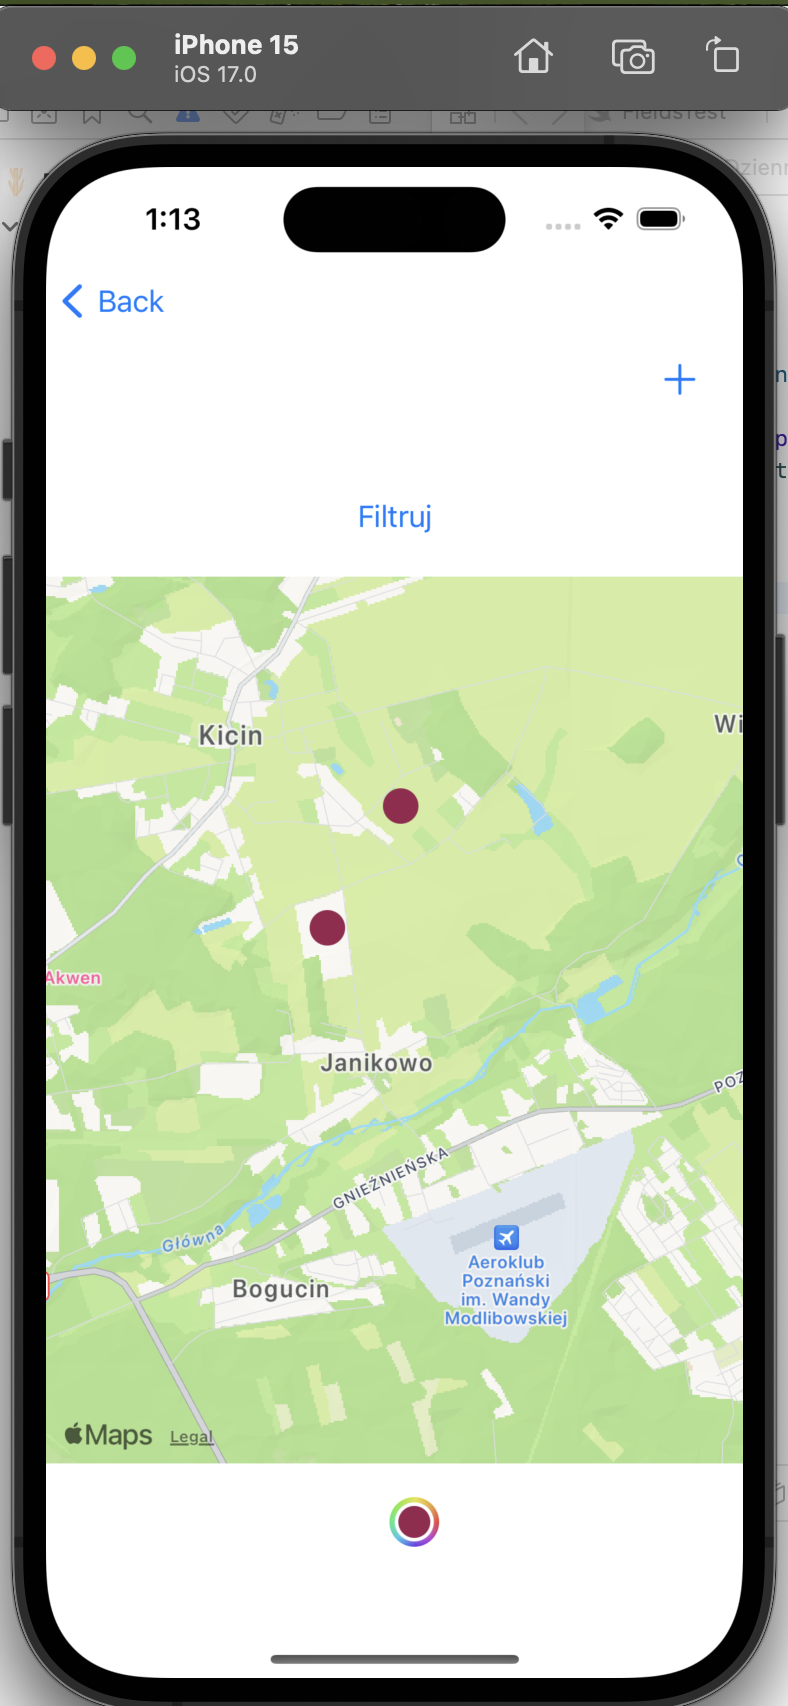 iPhone 15
iOS 17.0
FieldsTest
1:13
Back
Filtruj
Kicin
Wi
Akwen
Janikowo
POZ
GNIEŹNIEŃSKA
Główna
Aeroklub
Poznański
im. Wandy
Modlibowskiej
Bogucin
Maps Legal